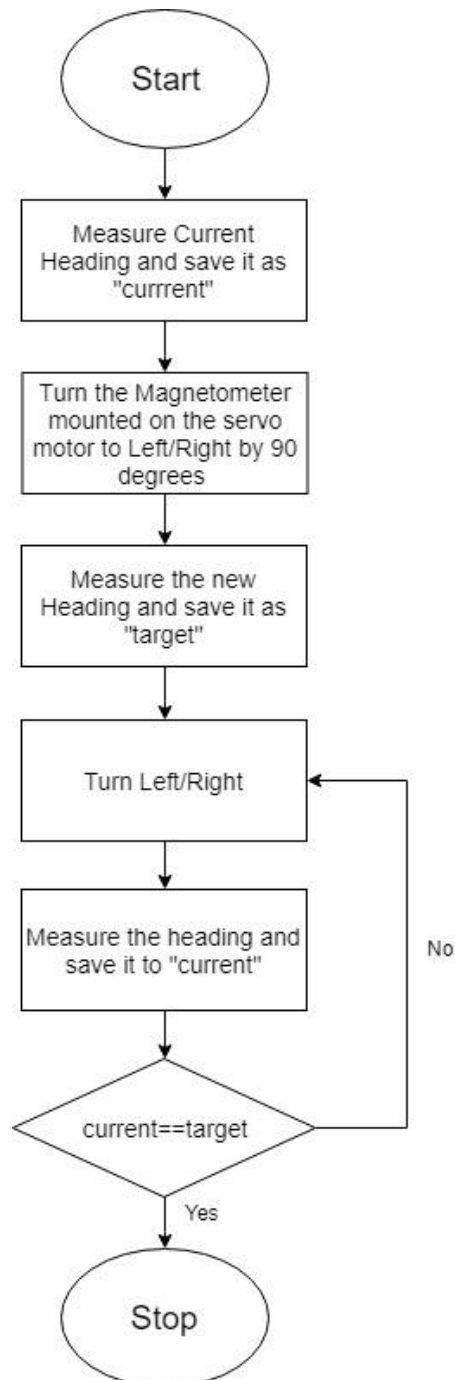 Start
Measure Current
Heading and save it as
"currrent"
Turn the Magnetometer
mounted on the servo
motor to Left/Right by 90
degrees
Measure the new
Heading and save it as
"target"
Turn Left/Right
Measure the heading and
save it to "current"
No
current==target
Yes
Stop